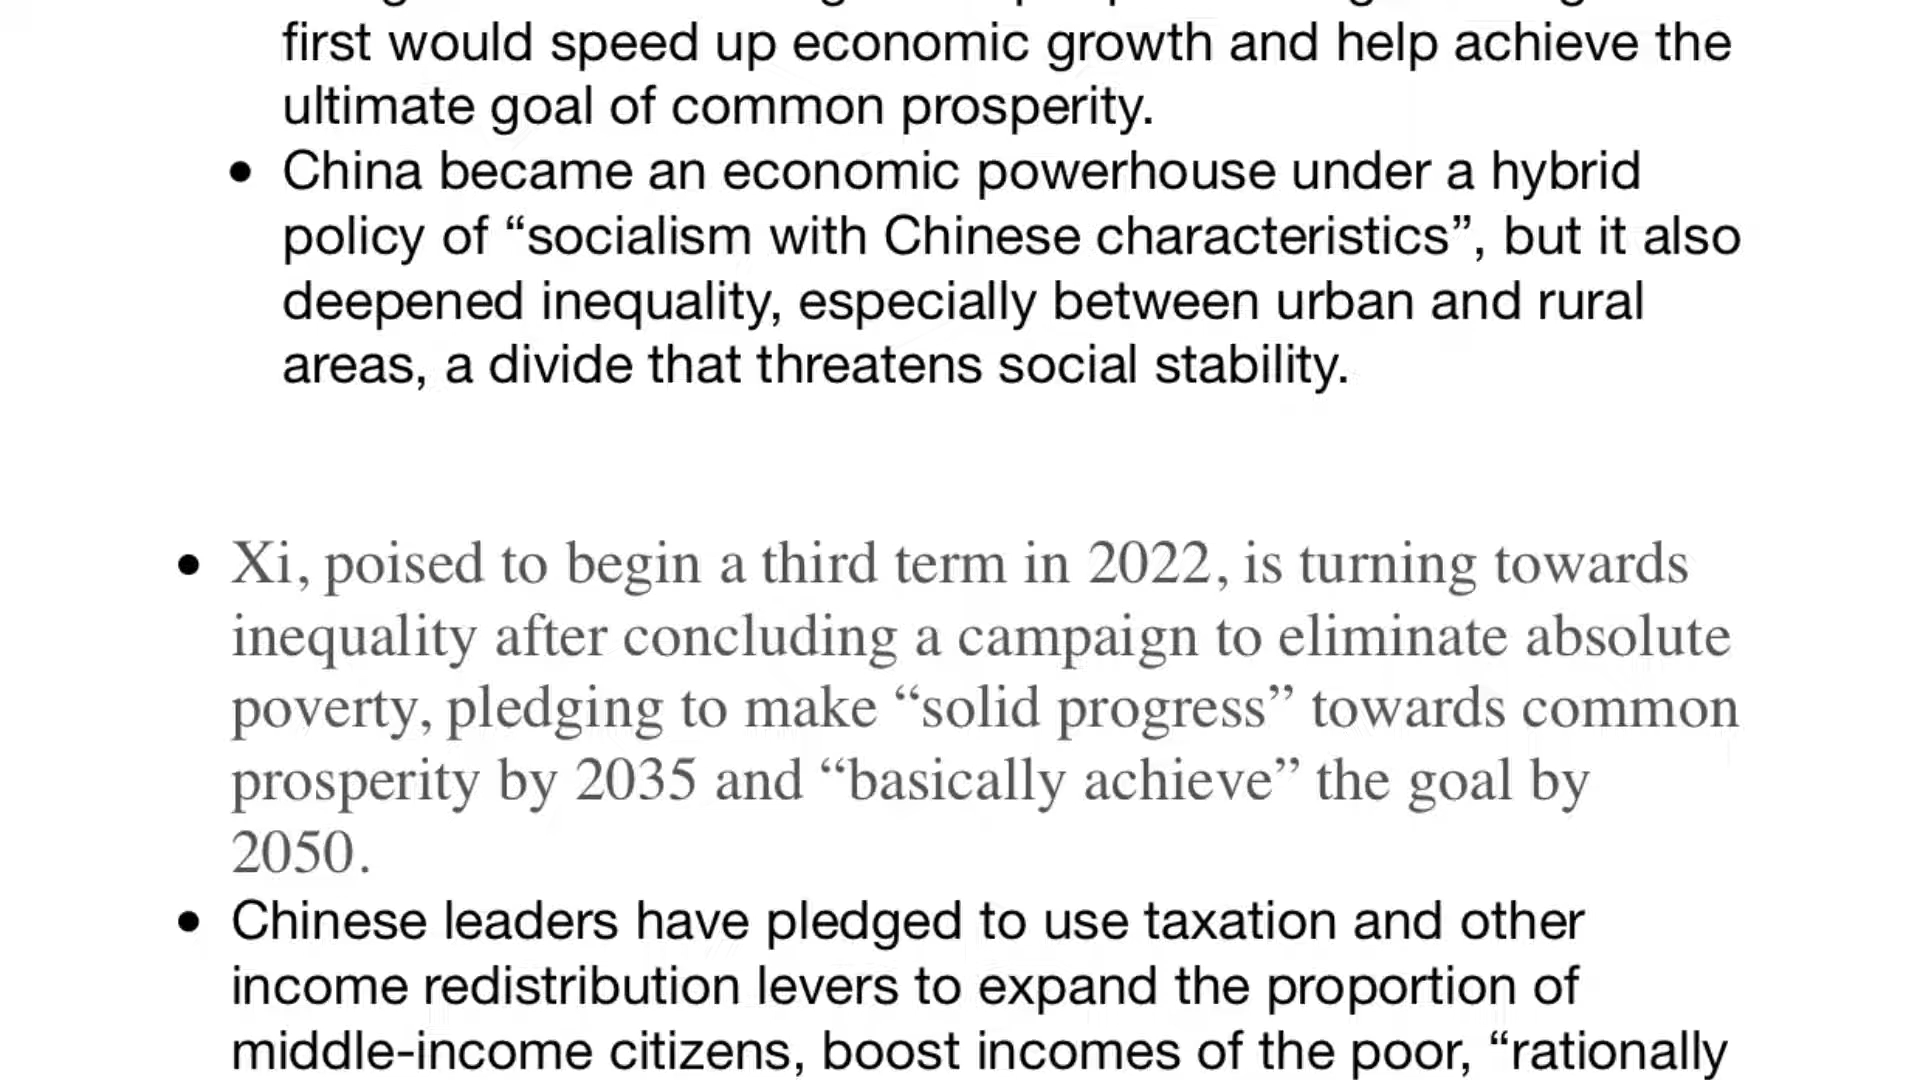 first would speed up economic growth and help achieve the
ultimate goal of common prosperity.
• China became an economic powerhouse under a hybrid
policy of “socialism with Chinese characteristics”, but it also
deepened inequality, especially between urban and rural
areas, a divide that threatens social stability.
• Xi, poised to begin a third term in 2022, is turning towards
inequality after concluding a campaign to eliminate absolute
poverty, pledging to make “solid progress” towards common
prosperity by 2035 and “basically achieve” the goal by
2050.
• Chinese leaders have pledged to use taxation and other
income redistribution levers to expand the proportion of
middle-income citizens, boost incomes of the poor, “rationally